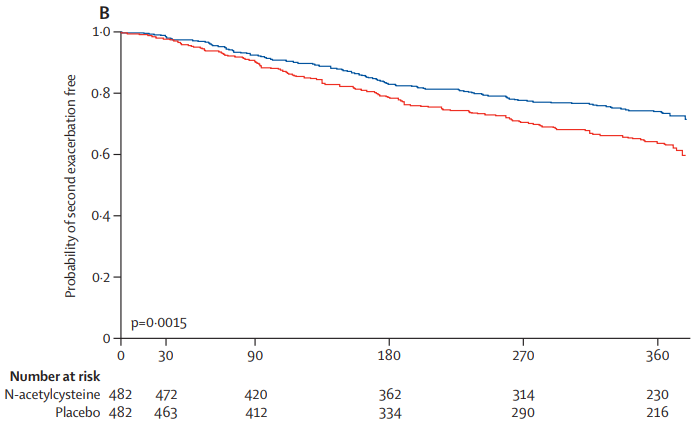 B
Probability of second exacerbation free
1·0
0·8
0·6
0·4
0·2
0
p=0·0015
0 30 90 180 270 360
Number at risk
N-acetylcysteine 482 472 420 362 314 230
Placebo 482 463 412 334 290 216